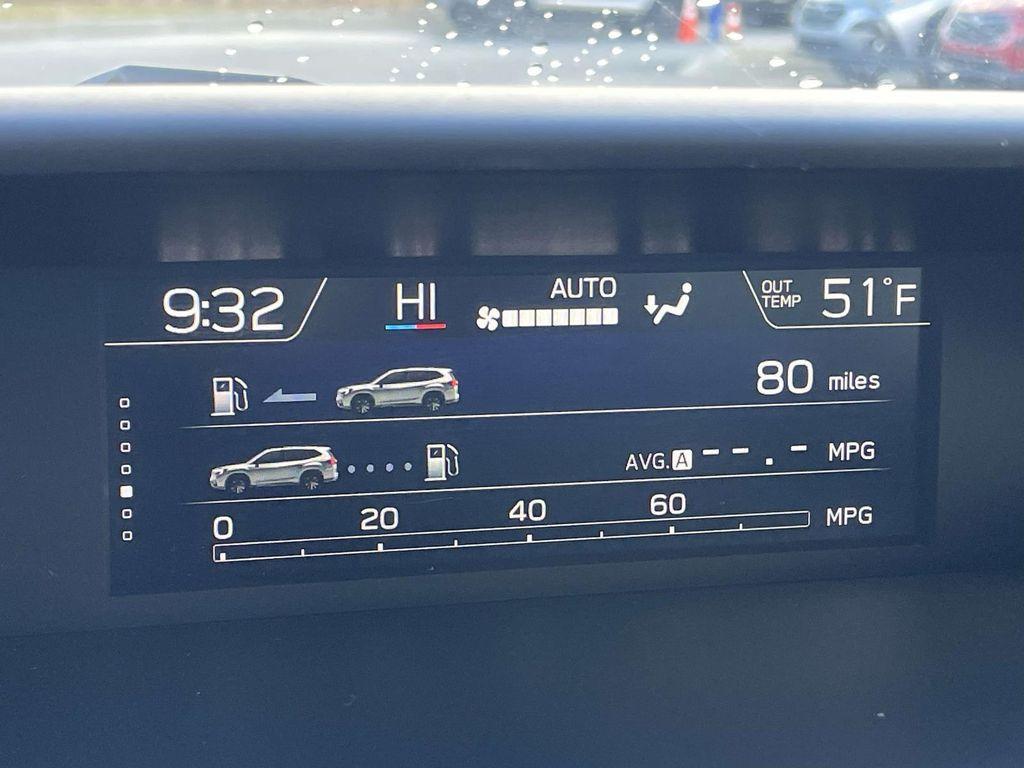 9:32
HI
AUTO
OUT TEMP
51°F
80 miles
AVG. A --.- MPG
0 20 40 60
MPG